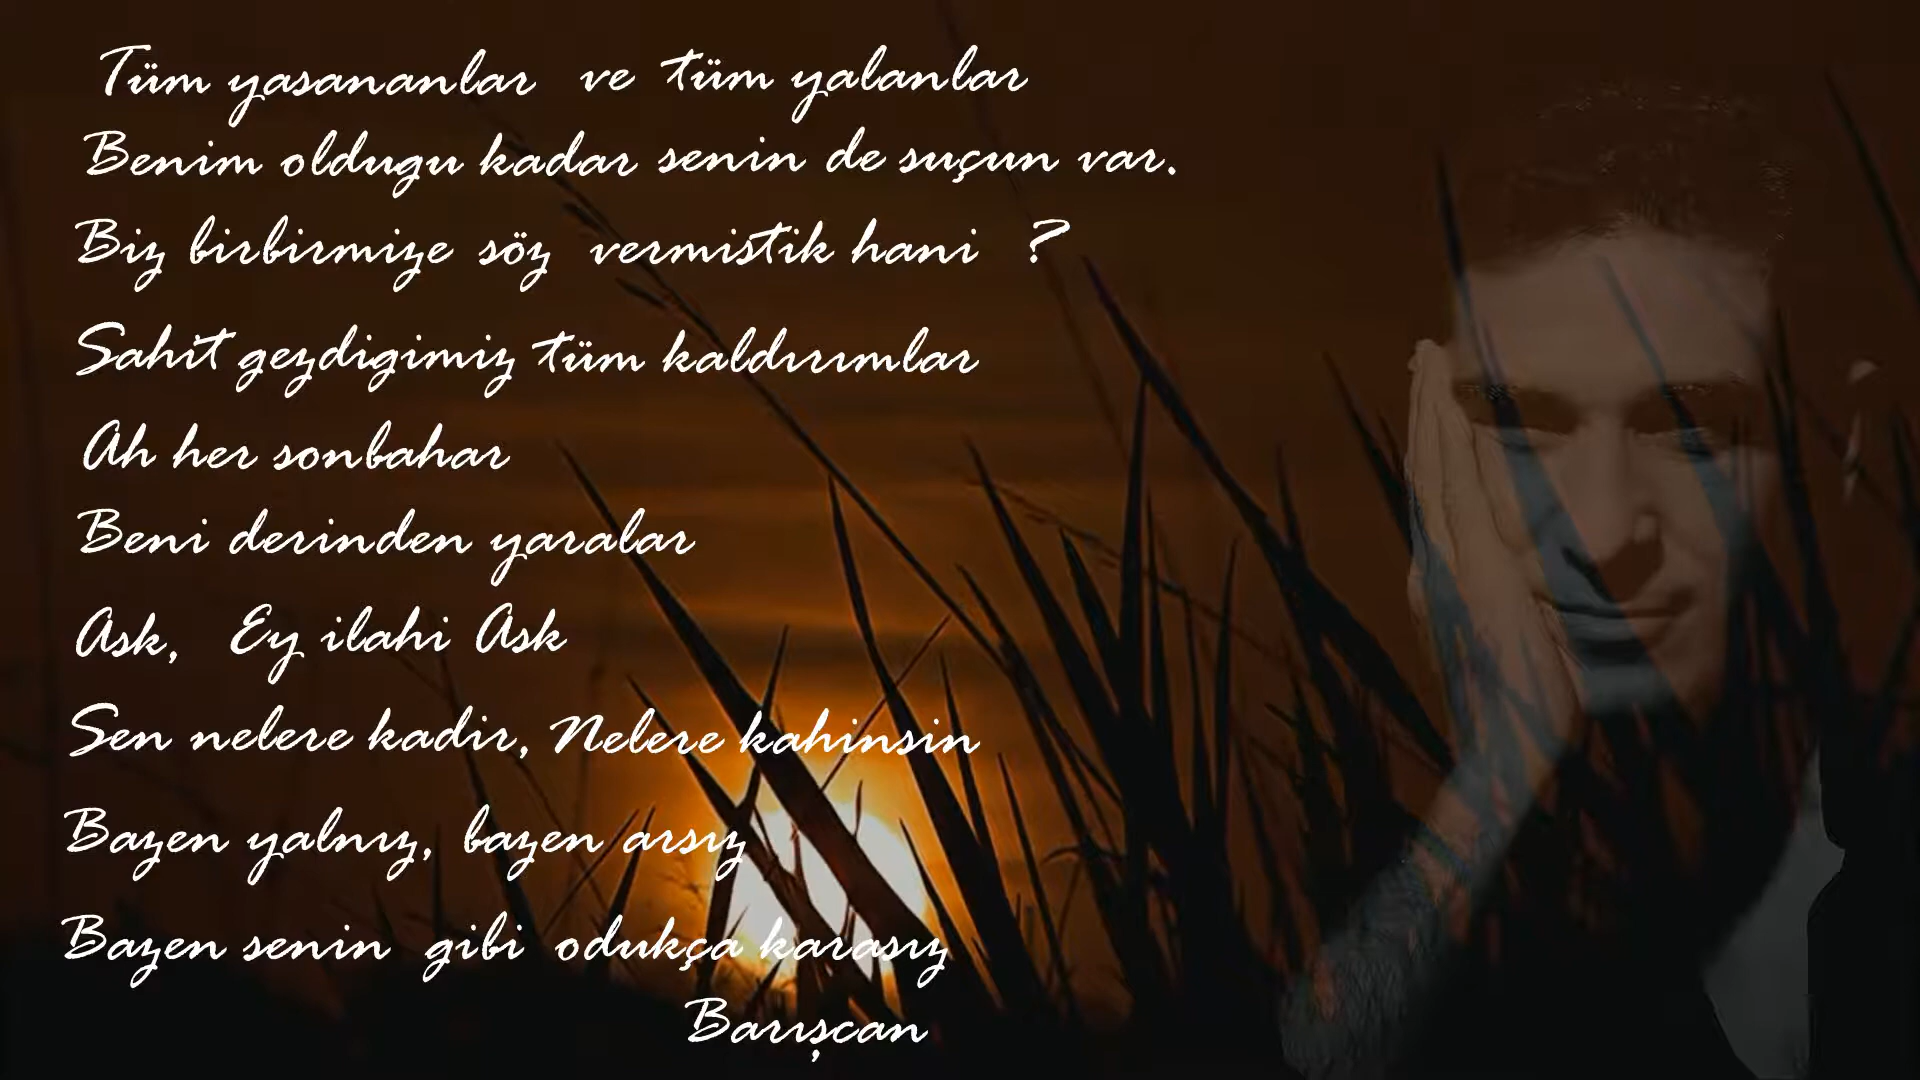 Tüm yasananlar ve tüm yalanlar
Benim oldugu kadar senin de suçun var.
Biz birbirmize söz vermistik hani ?
Sahit gezdigimiz tüm kaldırımlar
Ah her sonbahar
Beni derinden yaralar
Ask, Ey ilahi Ask
Sen nelere kadir, Nelere kahinsin
Bazen yalnız, bazen arsız
Bazen senin gibi odukça karasız
Barışcan